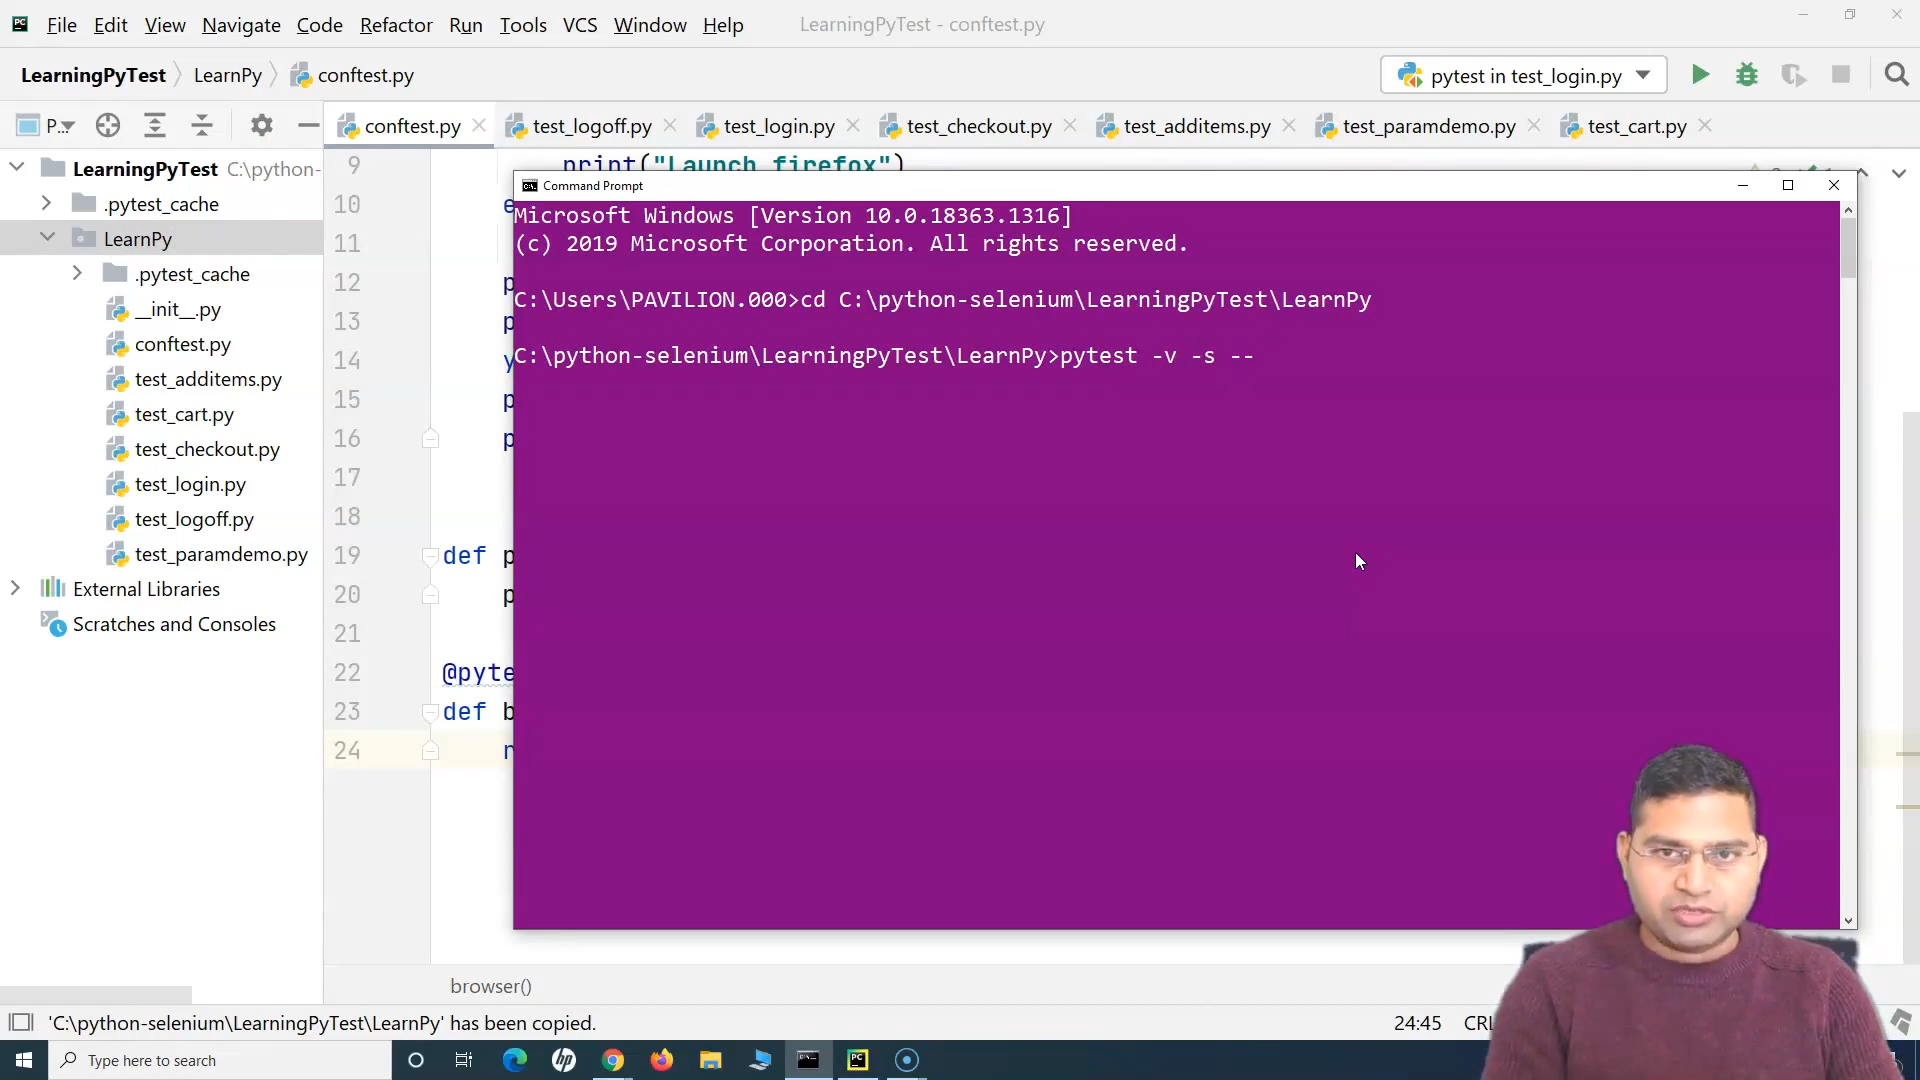 File Edit View Navigate Code Refactor Run Tools VCS Window Help LearningPyTest - conftest.py
LearningPyTest LearnPy conftest.py pytest in test_login.py
P... conftest.py test_logoff.py test_login.py test_checkout.py test_additems.py test_paramdemo.py test_cart.py
LearningPyTest C:\python-
.pytest_cache
LearnPy
.pytest_cache
__init__.py
conftest.py
test_additems.py
test_cart.py
test_checkout.py
test_login.py
test_logoff.py
test_paramdemo.py
External Libraries
Scratches and Consoles
9 print("Launch firefox")
10 e
11
12 p
13 p
14 y
15 p
16 p
17
18
19 def p
20 p
21
22 @pyte
23 def b
24 r
Command Prompt
Microsoft Windows [Version 10.0.18363.1316]
(c) 2019 Microsoft Corporation. All rights reserved.
C:\Users\PAVILION.000>cd C:\python-selenium\LearningPyTest\LearnPy
C:\python-selenium\LearningPyTest\LearnPy>pytest -v -s --
browser()
'C:\python-selenium\LearningPyTest\LearnPy' has been copied. 24:45 CRL
Type here to search